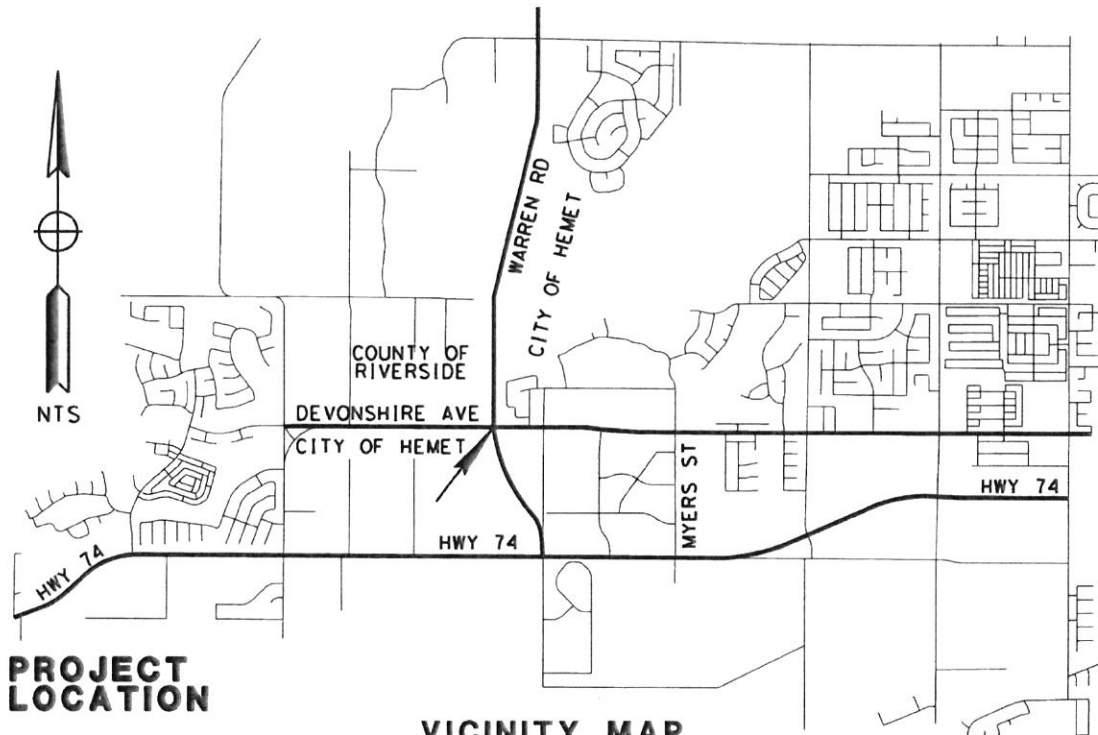 WARREN RD
CITY OF HEMET
COUNTY OF
RIVERSIDE
NTS
DEVONSHIRE AVE
CITY OF HEMET
MYERS ST
HWY 74
HWY 74
HWY 74
PROJECT
LOCATION
VICINITY MAP